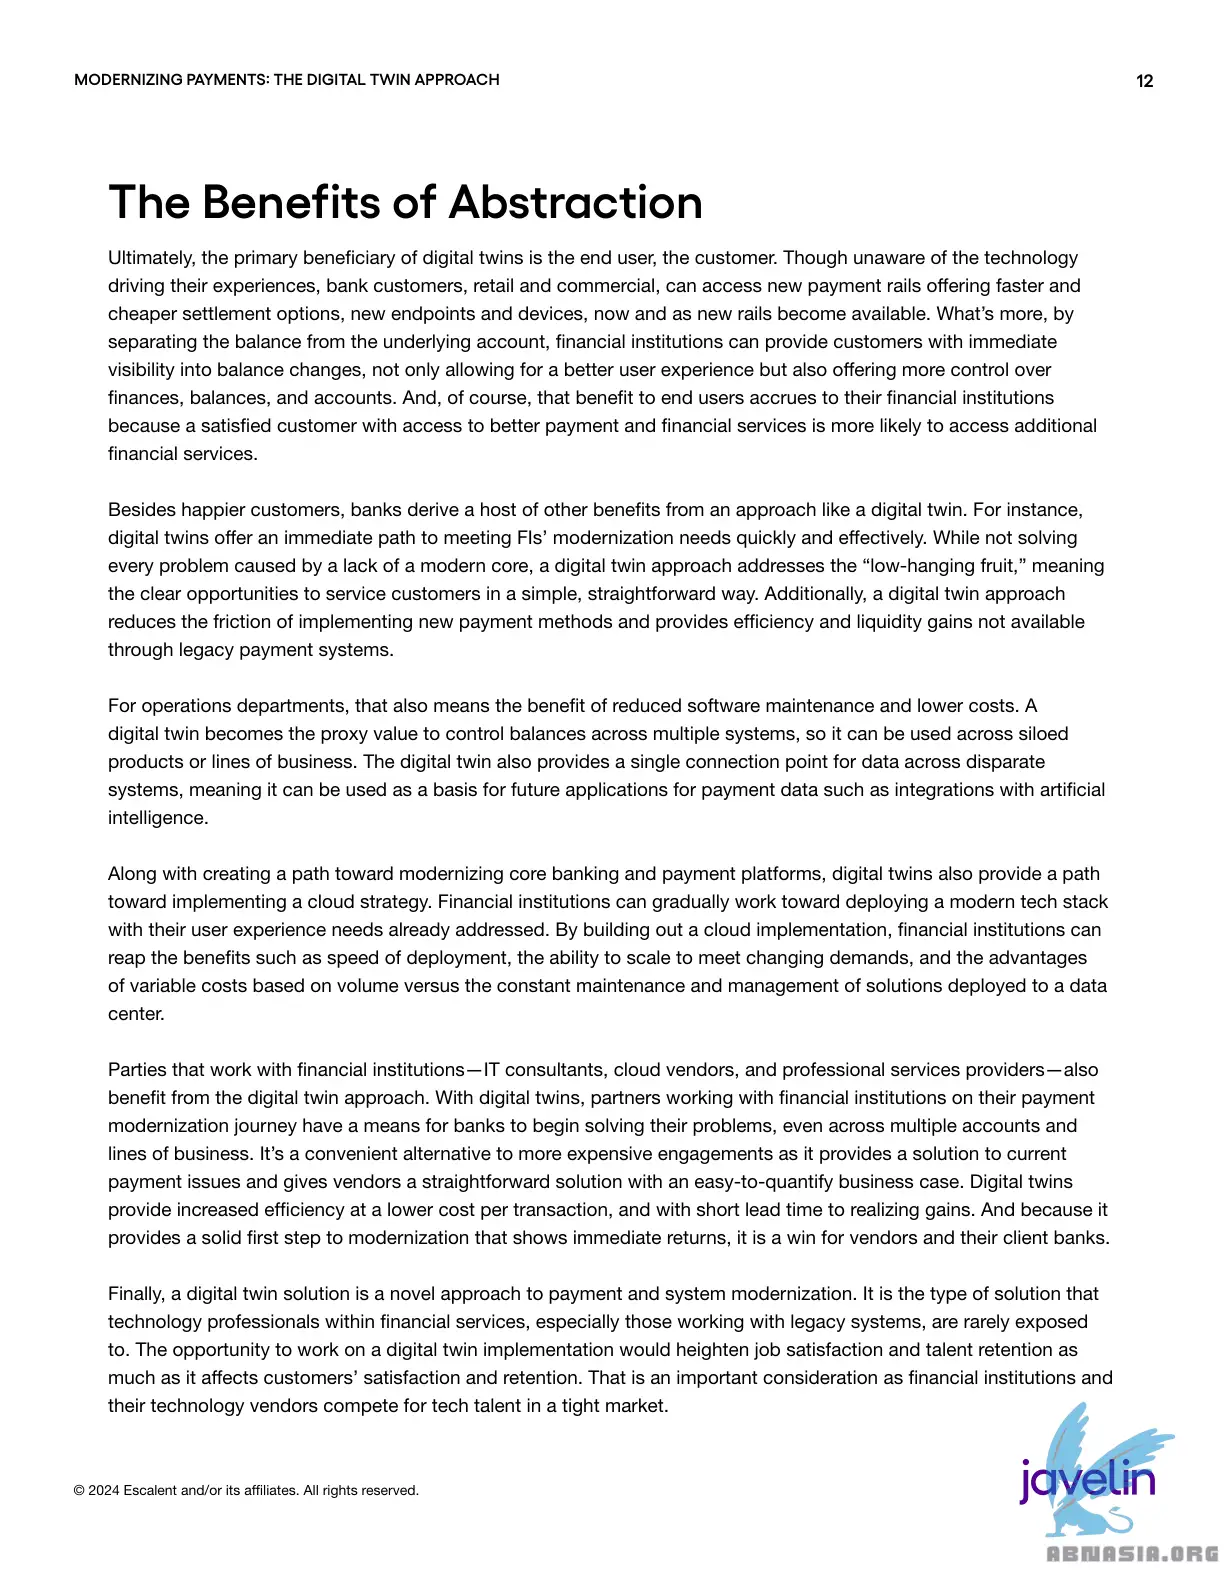 MODERNIZING PAYMENTS: THE DIGITAL TWIN APPROACH
12
The Benefits of Abstraction
Ultimately, the primary beneficiary of digital twins is the end user, the customer. Though unaware of the technology
driving their experiences, bank customers, retail and commercial, can access new payment rails offering faster and
cheaper settlement options, new endpoints and devices, now and as new rails become available. What’s more, by
separating the balance from the underlying account, financial institutions can provide customers with immediate
visibility into balance changes, not only allowing for a better user experience but also offering more control over
finances, balances, and accounts. And, of course, that benefit to end users accrues to their financial institutions
because a satisfied customer with access to better payment and financial services is more likely to access additional
financial services.
Besides happier customers, banks derive a host of other benefits from an approach like a digital twin. For instance,
digital twins offer an immediate path to meeting FIs’ modernization needs quickly and effectively. While not solving
every problem caused by a lack of a modern core, a digital twin approach addresses the “low-hanging fruit,” meaning
the clear opportunities to service customers in a simple, straightforward way. Additionally, a digital twin approach
reduces the friction of implementing new payment methods and provides efficiency and liquidity gains not available
through legacy payment systems.
For operations departments, that also means the benefit of reduced software maintenance and lower costs. A
digital twin becomes the proxy value to control balances across multiple systems, so it can be used across siloed
products or lines of business. The digital twin also provides a single connection point for data across disparate
systems, meaning it can be used as a basis for future applications for payment data such as integrations with artificial
intelligence.
Along with creating a path toward modernizing core banking and payment platforms, digital twins also provide a path
toward implementing a cloud strategy. Financial institutions can gradually work toward deploying a modern tech stack
with their user experience needs already addressed. By building out a cloud implementation, financial institutions can
reap the benefits such as speed of deployment, the ability to scale to meet changing demands, and the advantages
of variable costs based on volume versus the constant maintenance and management of solutions deployed to a data
center.
Parties that work with financial institutions—IT consultants, cloud vendors, and professional services providers—also
benefit from the digital twin approach. With digital twins, partners working with financial institutions on their payment
modernization journey have a means for banks to begin solving their problems, even across multiple accounts and
lines of business. It’s a convenient alternative to more expensive engagements as it provides a solution to current
payment issues and gives vendors a straightforward solution with an easy-to-quantify business case. Digital twins
provide increased efficiency at a lower cost per transaction, and with short lead time to realizing gains. And because it
provides a solid first step to modernization that shows immediate returns, it is a win for vendors and their client banks.
Finally, a digital twin solution is a novel approach to payment and system modernization. It is the type of solution that
technology professionals within financial services, especially those working with legacy systems, are rarely exposed
to. The opportunity to work on a digital twin implementation would heighten job satisfaction and talent retention as
much as it affects customers’ satisfaction and retention. That is an important consideration as financial institutions and
their technology vendors compete for tech talent in a tight market.
© 2024 Escalent and/or its affiliates. All rights reserved.
javelin
ABNASIA.ORG